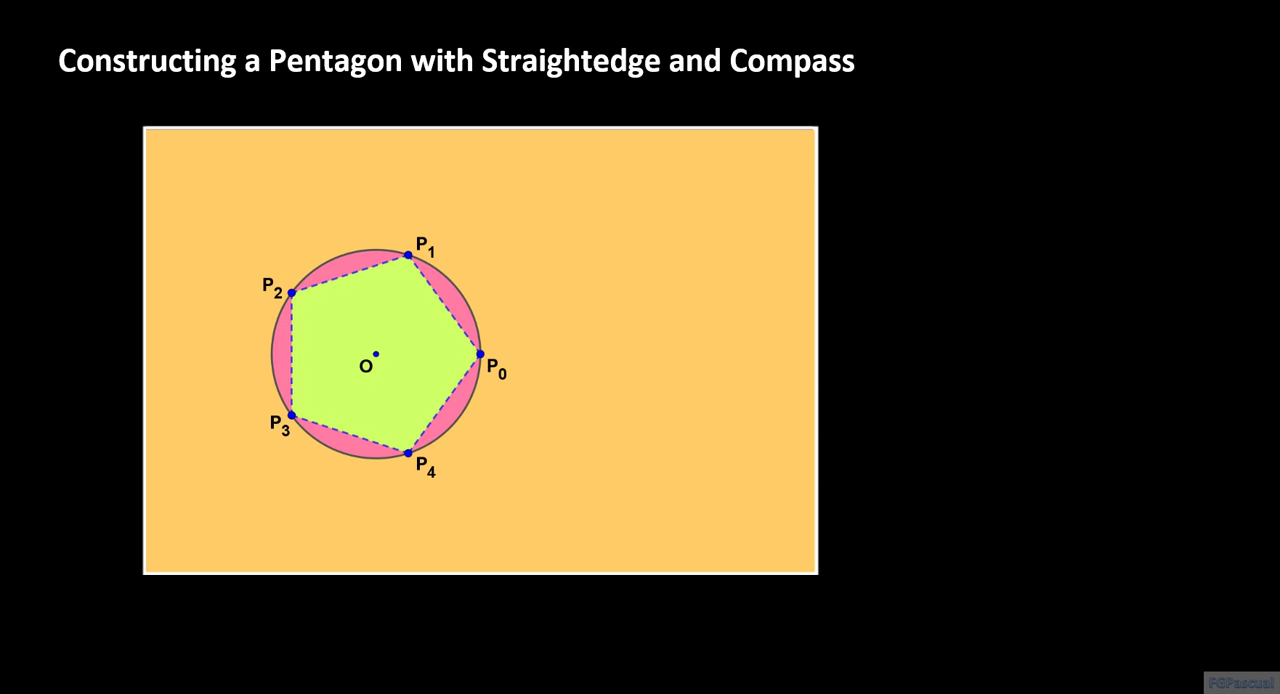 Constructing a Pentagon with Straightedge and Compass
P1
P2
O
P0
P3
P4
FGPascual